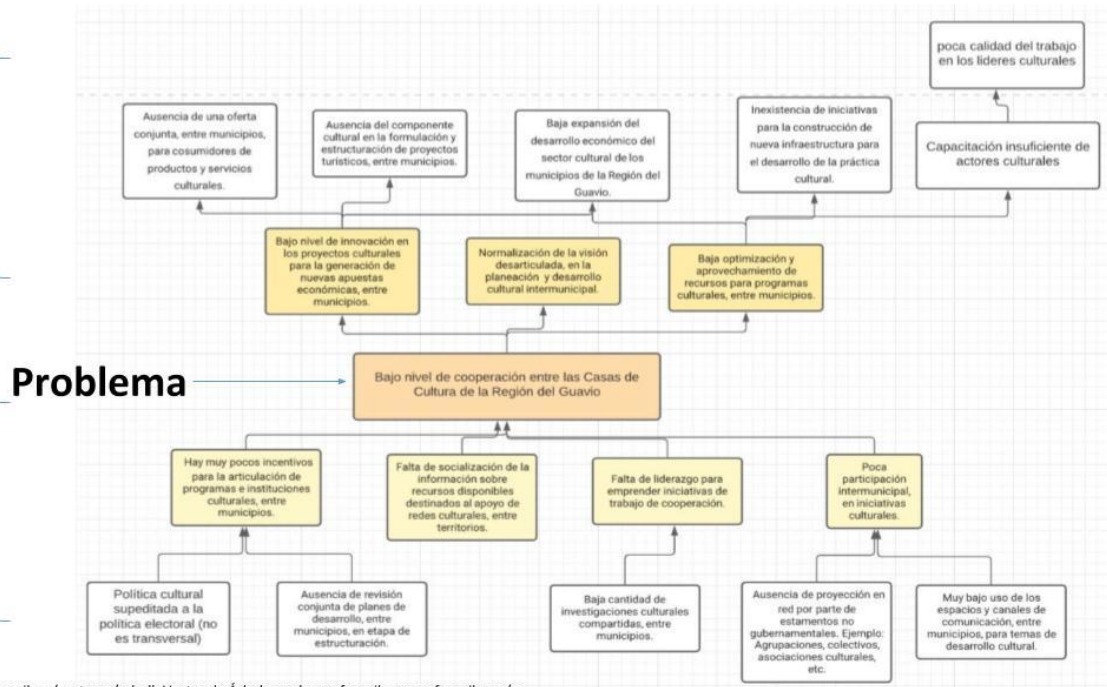 poca calidad del trabajo
en los lideres culturales
Ausencia de una oferta
conjunta, entre municipios,
para cosumidores de
productos y servicios
culturales.
Ausencia del componente
cultural en la formulación y
estructuración de proyectos
turísticos, entre municipios.
Baja expansión del
desarrollo económico del
sector cultural de los
municipios de la Región del
Guavio.
Inexistencia de iniciativas
para la construcción de
nueva infraestructura para
el desarrollo de la práctica
cultural.
Capacitación insuficiente de
actores culturales
Bajo nivel de innovación en
los proyectos culturales
para la generación de
nuevas apuestas
económicas, entre
municipios.
Normalización de la visión
desarticulada, en la
planeación y desarrollo
cultural intermunicipal.
Baja optimización y
aprovechamiento de
recursos para programas
culturales, entre municipios.
Problema
Bajo nivel de cooperación entre las Casas de
Cultura de la Región del Guavio
Hay muy pocos incentivos
para la articulación de
programas e instituciones
culturales, entre
municipios.
Falta de socialización de la
información sobre
recursos disponibles
destinados al apoyo de
redes culturales, entre
territorios.
Falta de liderazgo para
emprender iniciativas de
trabajo de cooperación.
Poca
participación
intermunicipal,
en iniciativas
culturales.
Política cultural
supeditada a la
política electoral (no
es transversal)
Ausencia de revisión
conjunta de planes de
desarrollo, entre
municipios, en etapa de
estructuración.
Baja cantidad de
investigaciones culturales
compartidas, entre
municipios.
Ausencia de proyección en
red por parte de
estamentos no
gubernamentales. Ejemplo:
Agrupaciones, colectivos,
asociaciones culturales,
etc.
Muy bajo uso de los
espacios y canales de
comunicación, entre
municipios, para temas de
desarrollo cultural.